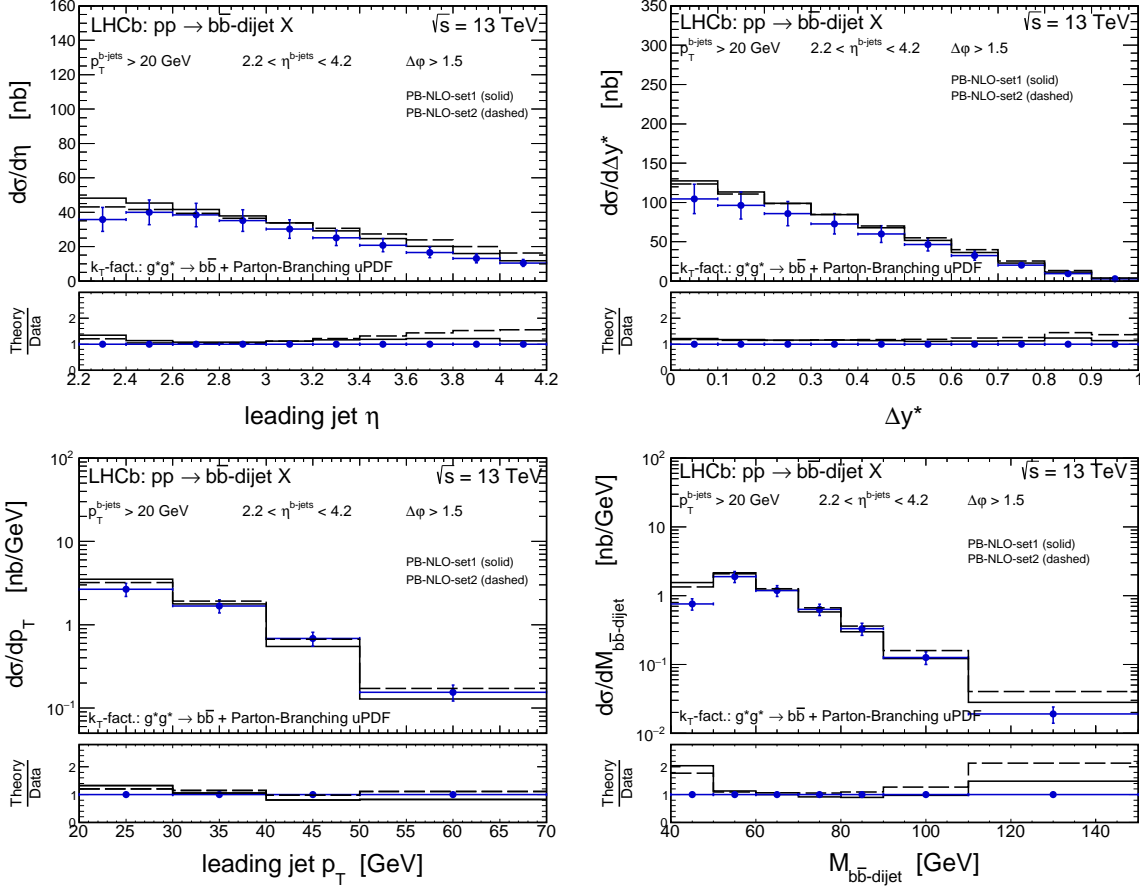 LHCb: pp → bb̄-dijet X √s = 13 TeV
p_T^b-jets > 20 GeV 2.2 < η^b-jets < 4.2 Δφ > 1.5
PB-NLO-set1 (solid)
PB-NLO-set2 (dashed)
dσ/dη [nb]
160
140
120
100
80
60
40
20
0
k_T-fact.: g*g* → bb̄ + Parton-Branching uPDF
Theory
Data
2
1
0
2.2 2.4 2.6 2.8 3 3.2 3.4 3.6 3.8 4 4.2
leading jet η
LHCb: pp → bb̄-dijet X √s = 13 TeV
p_T^b-jets > 20 GeV 2.2 < η^b-jets < 4.2 Δφ > 1.5
PB-NLO-set1 (solid)
PB-NLO-set2 (dashed)
dσ/dΔy* [nb]
350
300
250
200
150
100
50
0
k_T-fact.: g*g* → bb̄ + Parton-Branching uPDF
Theory
Data
2
1
0
0 0.1 0.2 0.3 0.4 0.5 0.6 0.7 0.8 0.9 1
Δy*
LHCb: pp → bb̄-dijet X √s = 13 TeV
p_T^b-jets > 20 GeV 2.2 < η^b-jets < 4.2 Δφ > 1.5
PB-NLO-set1 (solid)
PB-NLO-set2 (dashed)
dσ/dp_T [nb/GeV]
10²
10
1
10⁻¹
k_T-fact.: g*g* → bb̄ + Parton-Branching uPDF
Theory
Data
2
1
0
20 25 30 35 40 45 50 55 60 65 70
leading jet p_T [GeV]
LHCb: pp → bb̄-dijet X √s = 13 TeV
p_T^b-jets > 20 GeV 2.2 < η^b-jets < 4.2 Δφ > 1.5
PB-NLO-set1 (solid)
PB-NLO-set2 (dashed)
dσ/dM_bb̄-dijet [nb/GeV]
10²
10
1
10⁻¹
10⁻²
k_T-fact.: g*g* → bb̄ + Parton-Branching uPDF
Theory
Data
2
1
0
40 60 80 100 120 140
M_bb̄-dijet [GeV]